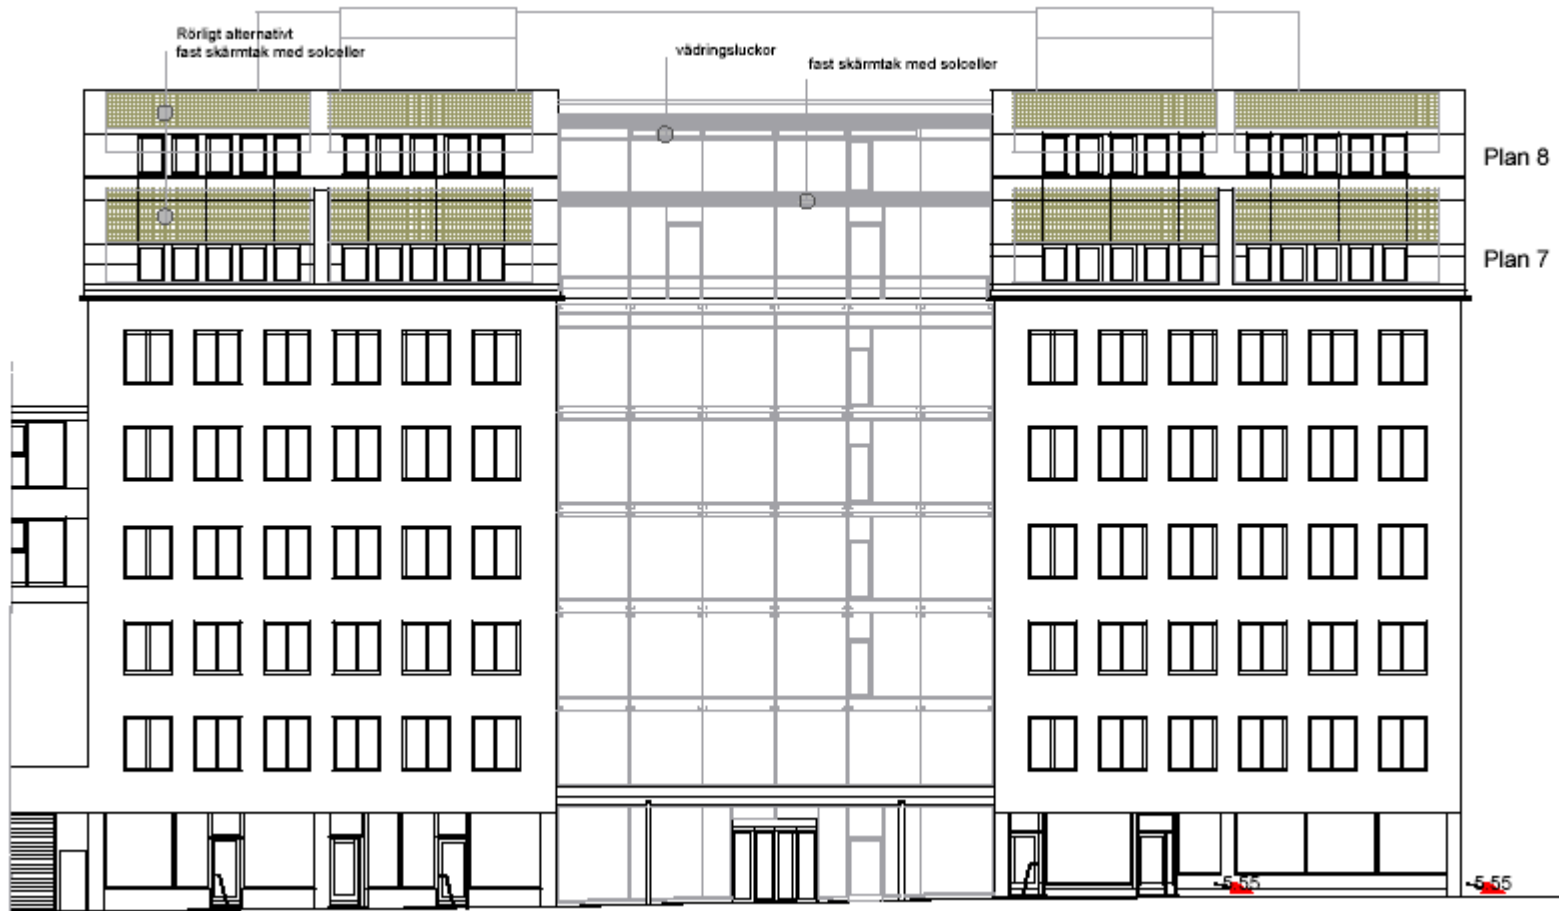 Rörligt alternativt
fast skärmtak med solceller
vädringsluckor
fast skärmtak med solceller
Plan 8
Plan 7
5.55
5.55